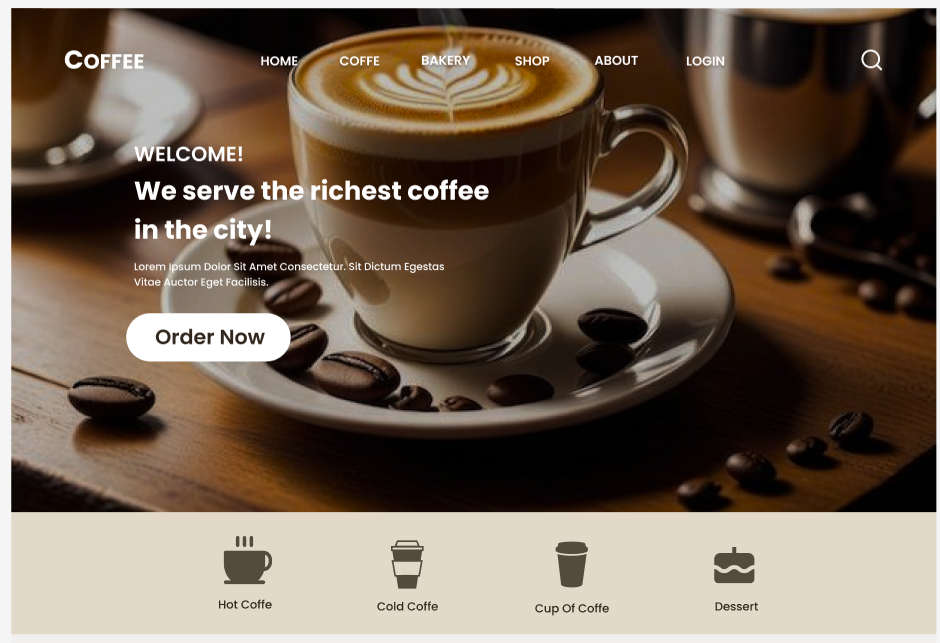 COFFEE
HOME COFFE BAKERY SHOP ABOUT LOGIN
WELCOME!
We serve the richest coffee
in the city!
Lorem Ipsum Dolor Sit Amet Consectetur. Sit Dictum Egestas
Vitae Auctor Eget Facilisis.
Order Now
Hot Coffe
Cold Coffe
Cup Of Coffe
Dessert